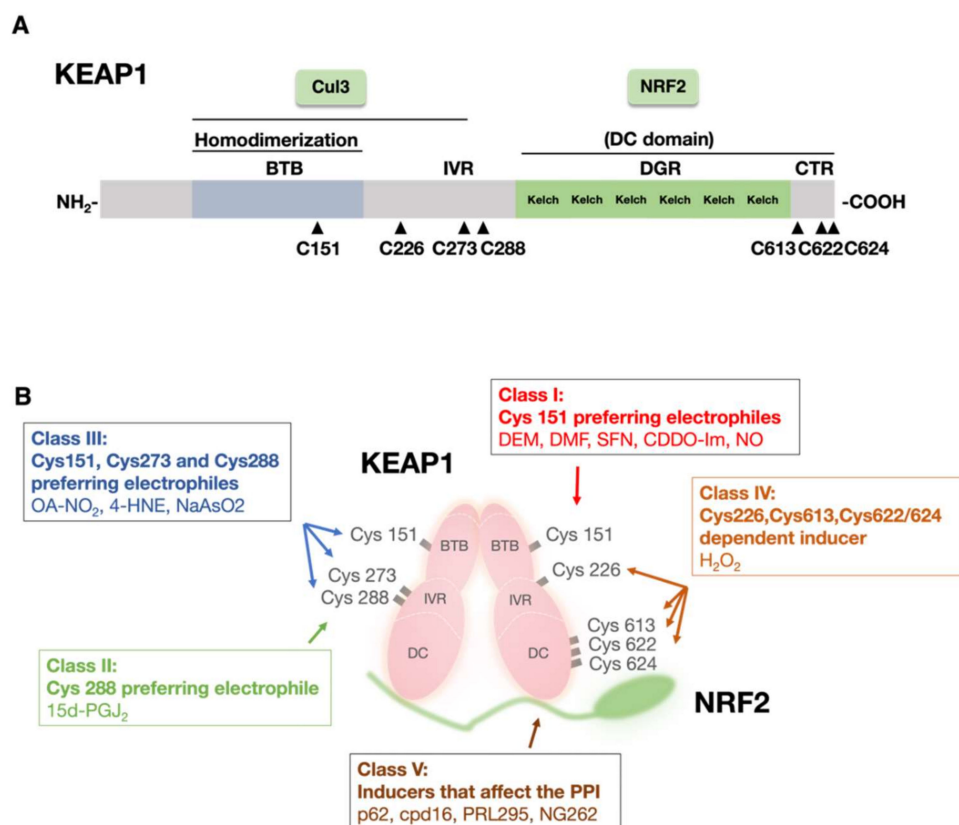 A
KEAP1
Cul3
NRF2
Homodimerization
(DC domain)
BTB
IVR
DGR
CTR
NH₂-
Kelch Kelch Kelch Kelch Kelch Kelch
-COOH
C151
C226
C273
C288
C613
C622
C624
B
Class I:
Cys 151 preferring electrophiles
DEM, DMF, SFN, CDDO-Im, NO
Class III:
Cys151, Cys273 and Cys288
preferring electrophiles
OA-NO₂, 4-HNE, NaAsO2
KEAP1
Class IV:
Cys226,Cys613,Cys622/624
dependent inducer
H₂O₂
Cys 151
BTB
BTB
Cys 151
Cys 273
Cys 226
Cys 288
IVR
IVR
Cys 613
DC
DC
Cys 622
Cys 624
Class II:
Cys 288 preferring electrophile
15d-PGJ₂
NRF2
Class V:
Inducers that affect the PPI
p62, cpd16, PRL295, NG262